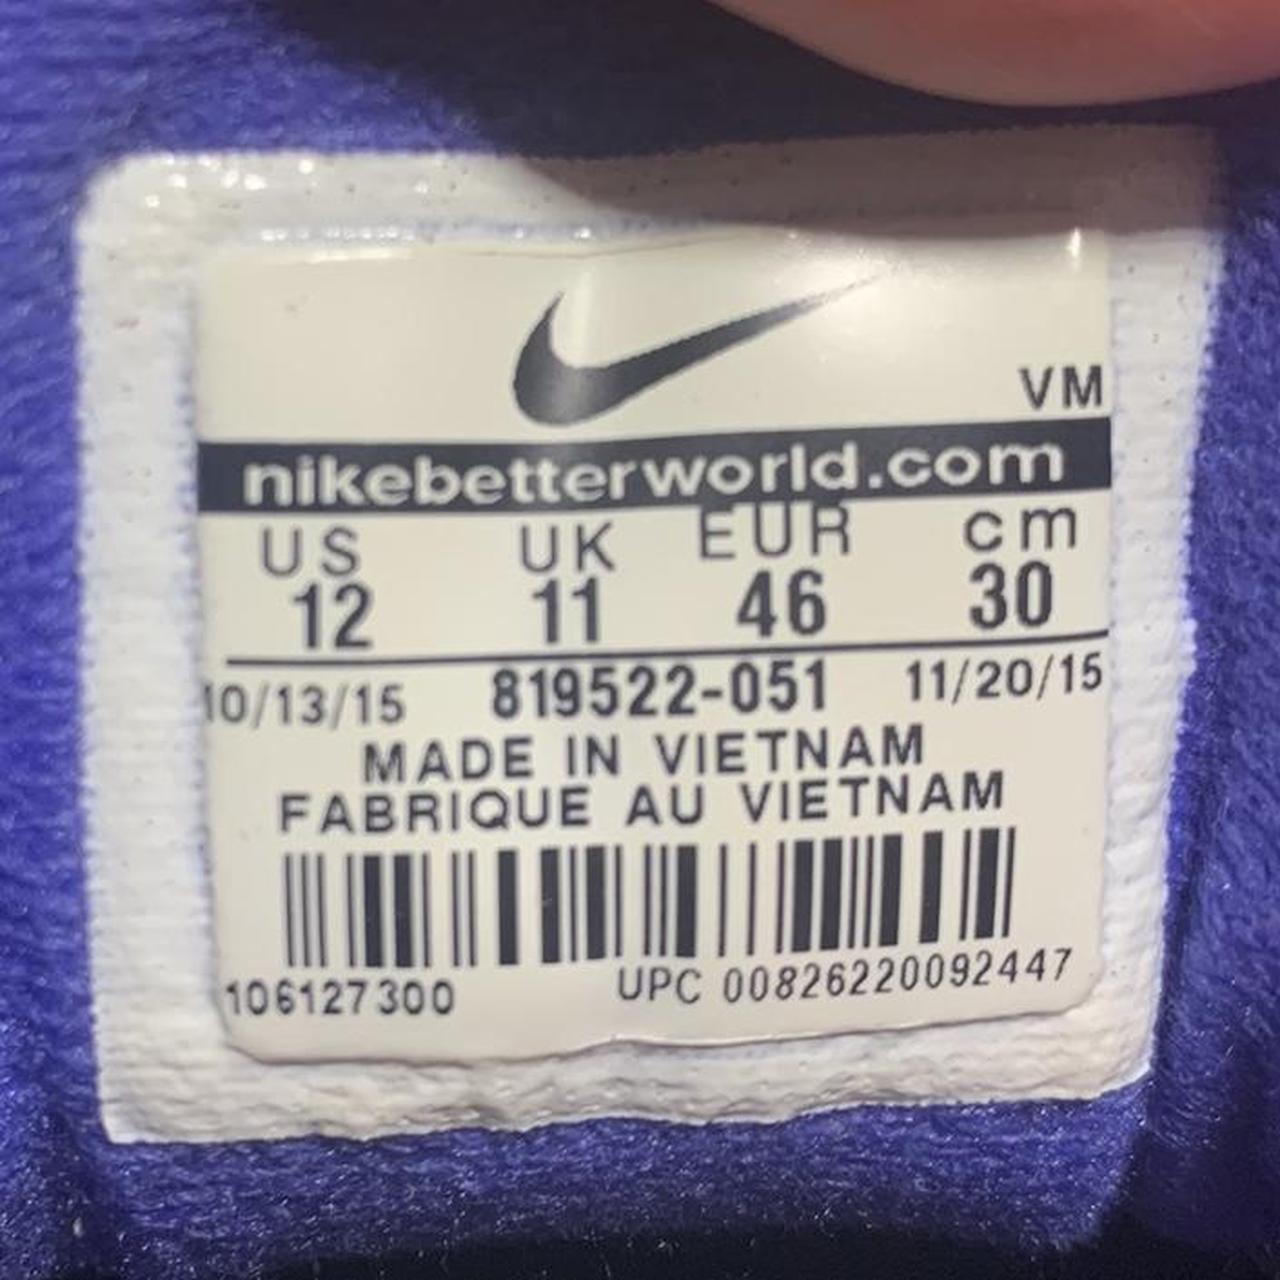 VM
nikebetterworld.com
US UK EUR cm
12 11 46 30
10/13/15 819522-051 11/20/15
MADE IN VIETNAM
FABRIQUE AU VIETNAM
106127300 UPC 00826220092447